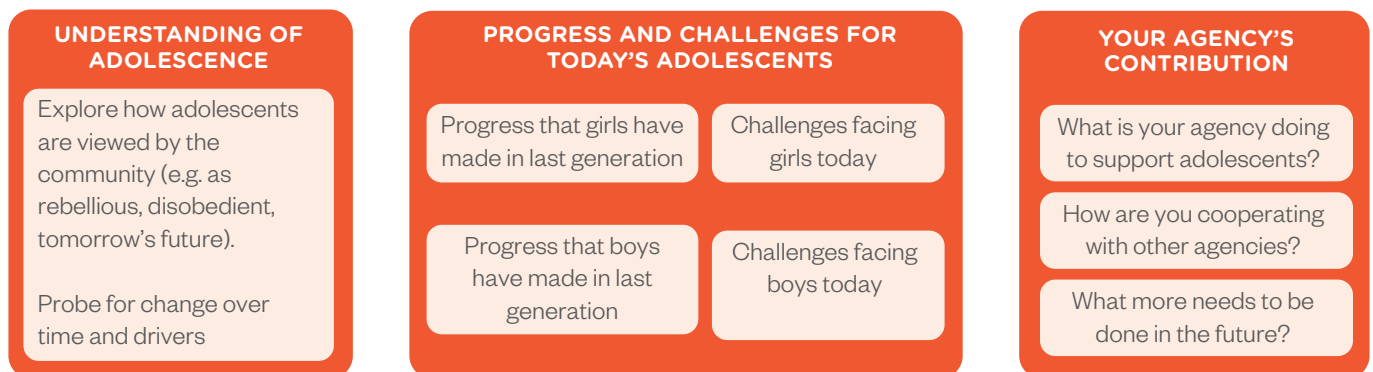 UNDERSTANDING OF
ADOLESCENCE
Explore how adolescents
are viewed by the
community (e.g. as
rebellious, disobedient,
tomorrow’s future).
Probe for change over
time and drivers
PROGRESS AND CHALLENGES FOR
TODAY’S ADOLESCENTS
Progress that girls have
made in last generation
Challenges facing
girls today
Progress that boys
have made in last
generation
Challenges facing
boys today
YOUR AGENCY’S
CONTRIBUTION
What is your agency doing
to support adolescents?
How are you cooperating
with other agencies?
What more needs to be
done in the future?